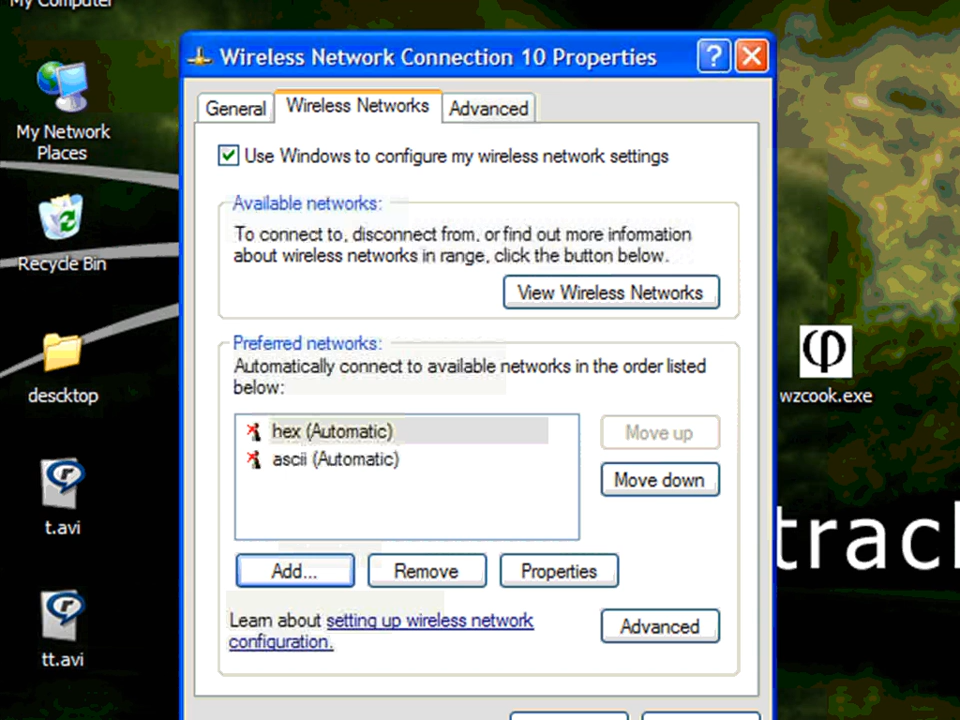 My Computer
Wireless Network Connection 10 Properties
?
General
Wireless Networks
Advanced
My Network
Places
Use Windows to configure my wireless network settings
Available networks:
To connect to, disconnect from, or find out more information
about wireless networks in range, click the button below.
View Wireless Networks
Recycle Bin
Preferred networks:
Automatically connect to available networks in the order listed
below:
descktop
φ
wzcook.exe
hex (Automatic)
ascii (Automatic)
Move up
Move down
t.avi
track
Add...
Remove
Properties
Learn about setting up wireless network
configuration.
Advanced
tt.avi